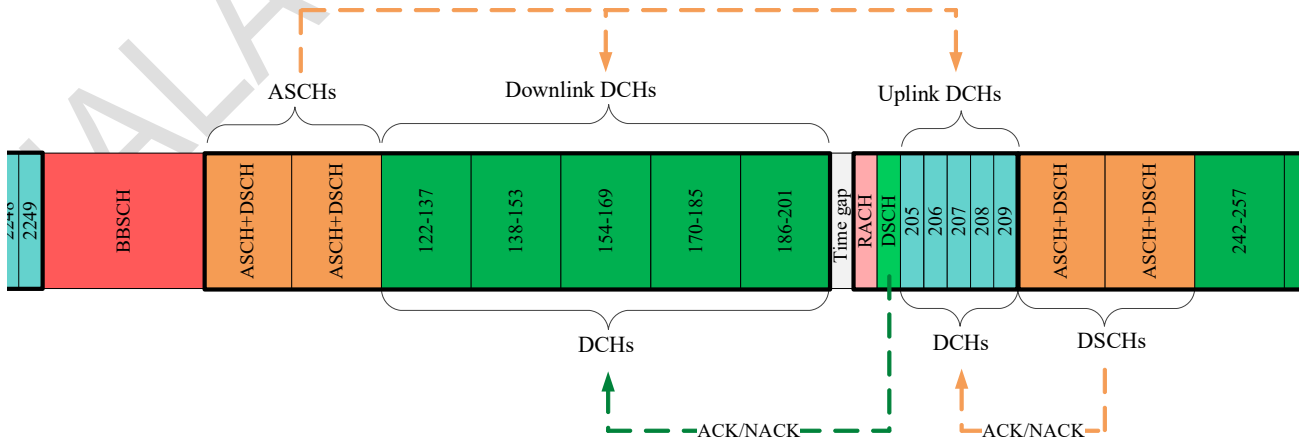 ASCHs
Downlink DCHs
Uplink DCHs
2249
BBSCH
ASCH+DSCH
ASCH+DSCH
122-137
138-153
154-169
170-185
186-201
Time gap
RACH
DSCH
205
206
207
208
209
ASCH+DSCH
ASCH+DSCH
242-257
DCHs
DCHs
DSCHs
ACK/NACK
ACK/NACK